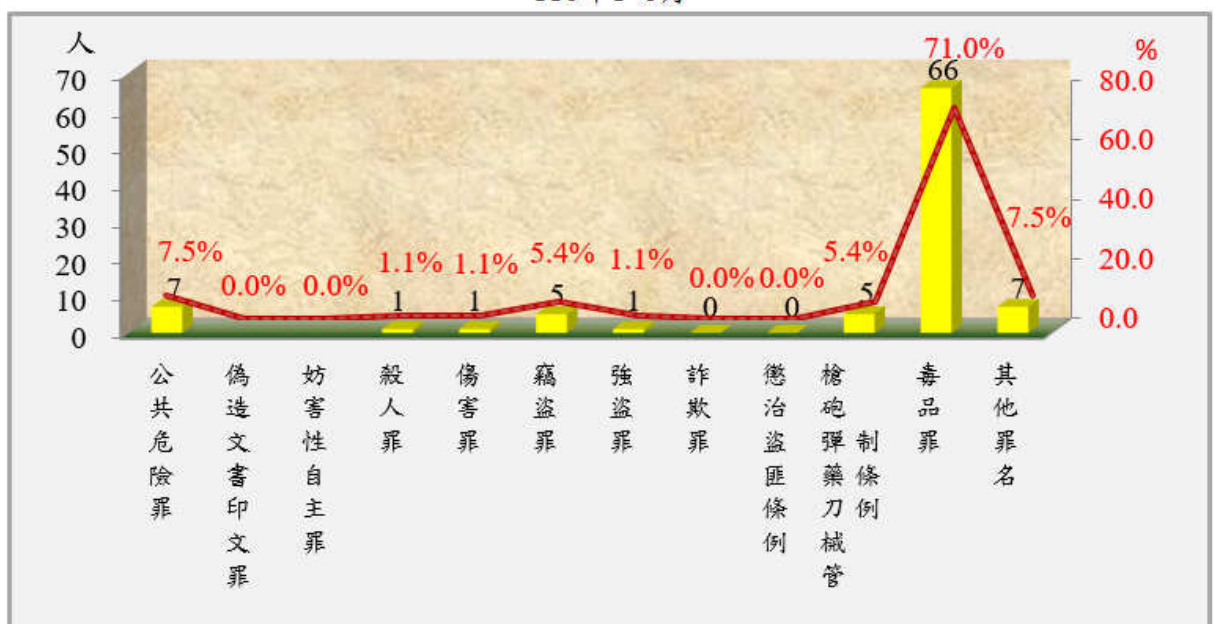 人
%
70
60
50
40
30
20
10
0
80.0
60.0
40.0
20.0
0.0
7.5%
0.0%
0.0%
1.1%
1.1%
5.4%
1.1%
0.0%
0.0%
5.4%
71.0%
7.5%
7
1
1
5
1
0
0
5
66
7
公共危險罪
偽造文書印文罪
妨害性自主罪
殺人罪
傷害罪
竊盜罪
強盜罪
詐欺罪
懲治盜匪條例
槍砲彈藥刀械管
制條例
毒品罪
其他罪名